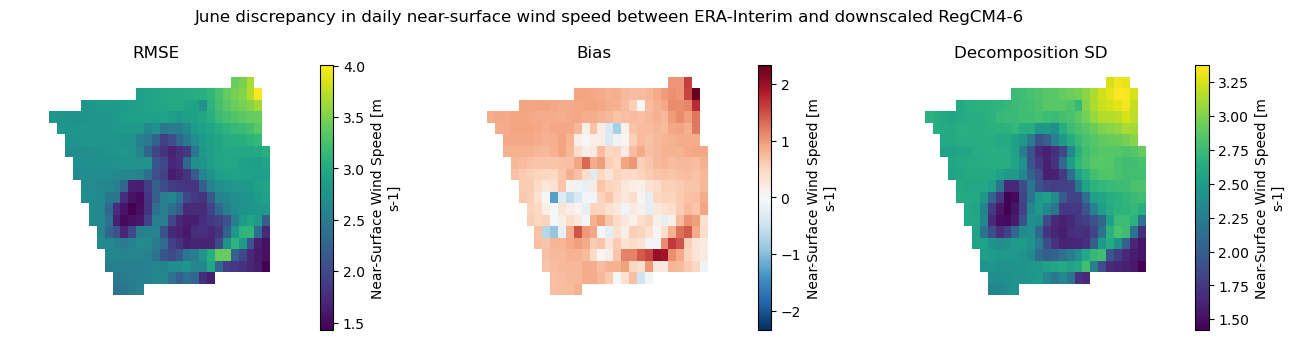 June discrepancy in daily near-surface wind speed between ERA-Interim and downscaled RegCM4-6
RMSE
4.0
3.5
3.0
2.5
2.0
1.5
Near-Surface Wind Speed [m
s-1]
Bias
2
1
0
−1
−2
Near-Surface Wind Speed [m
s-1]
Decomposition SD
3.25
3.00
2.75
2.50
2.25
2.00
1.75
1.50
Near-Surface Wind Speed [m
s-1]